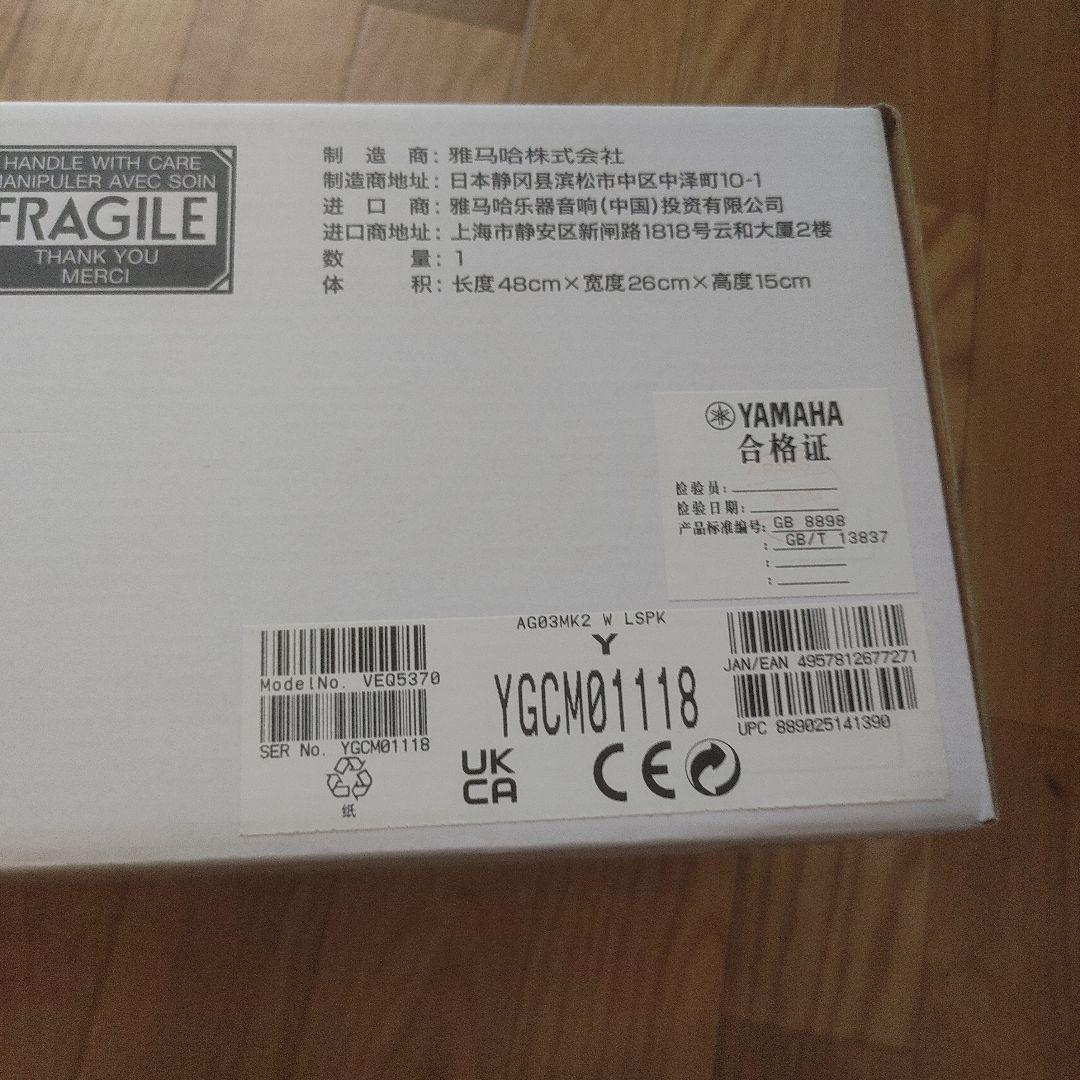 HANDLE WITH CARE
MANIPULER AVEC SOIN
FRAGILE
THANK YOU
MERCI
制 造 商: 雅马哈株式会社
制造商地址: 日本静冈县滨松市中区中泽町10-1
进 口 商: 雅马哈乐器音响(中国)投资有限公司
进口商地址: 上海市静安区新闸路1818号云和大厦2楼
数 量: 1
体 积: 长度48cm×宽度26cm×高度15cm
YAMAHA
合格证
检验员:
检验日期:
产品标准编号: GB 8898
: GB/T 13837
:
:
AG03MK2 W LSPK
Y
YGCM01118
ModelNo. VEQ5370
SER No. YGCM01118
纸
JAN/EAN 4957812677271
UPC 889025141390
UK
CA
CE